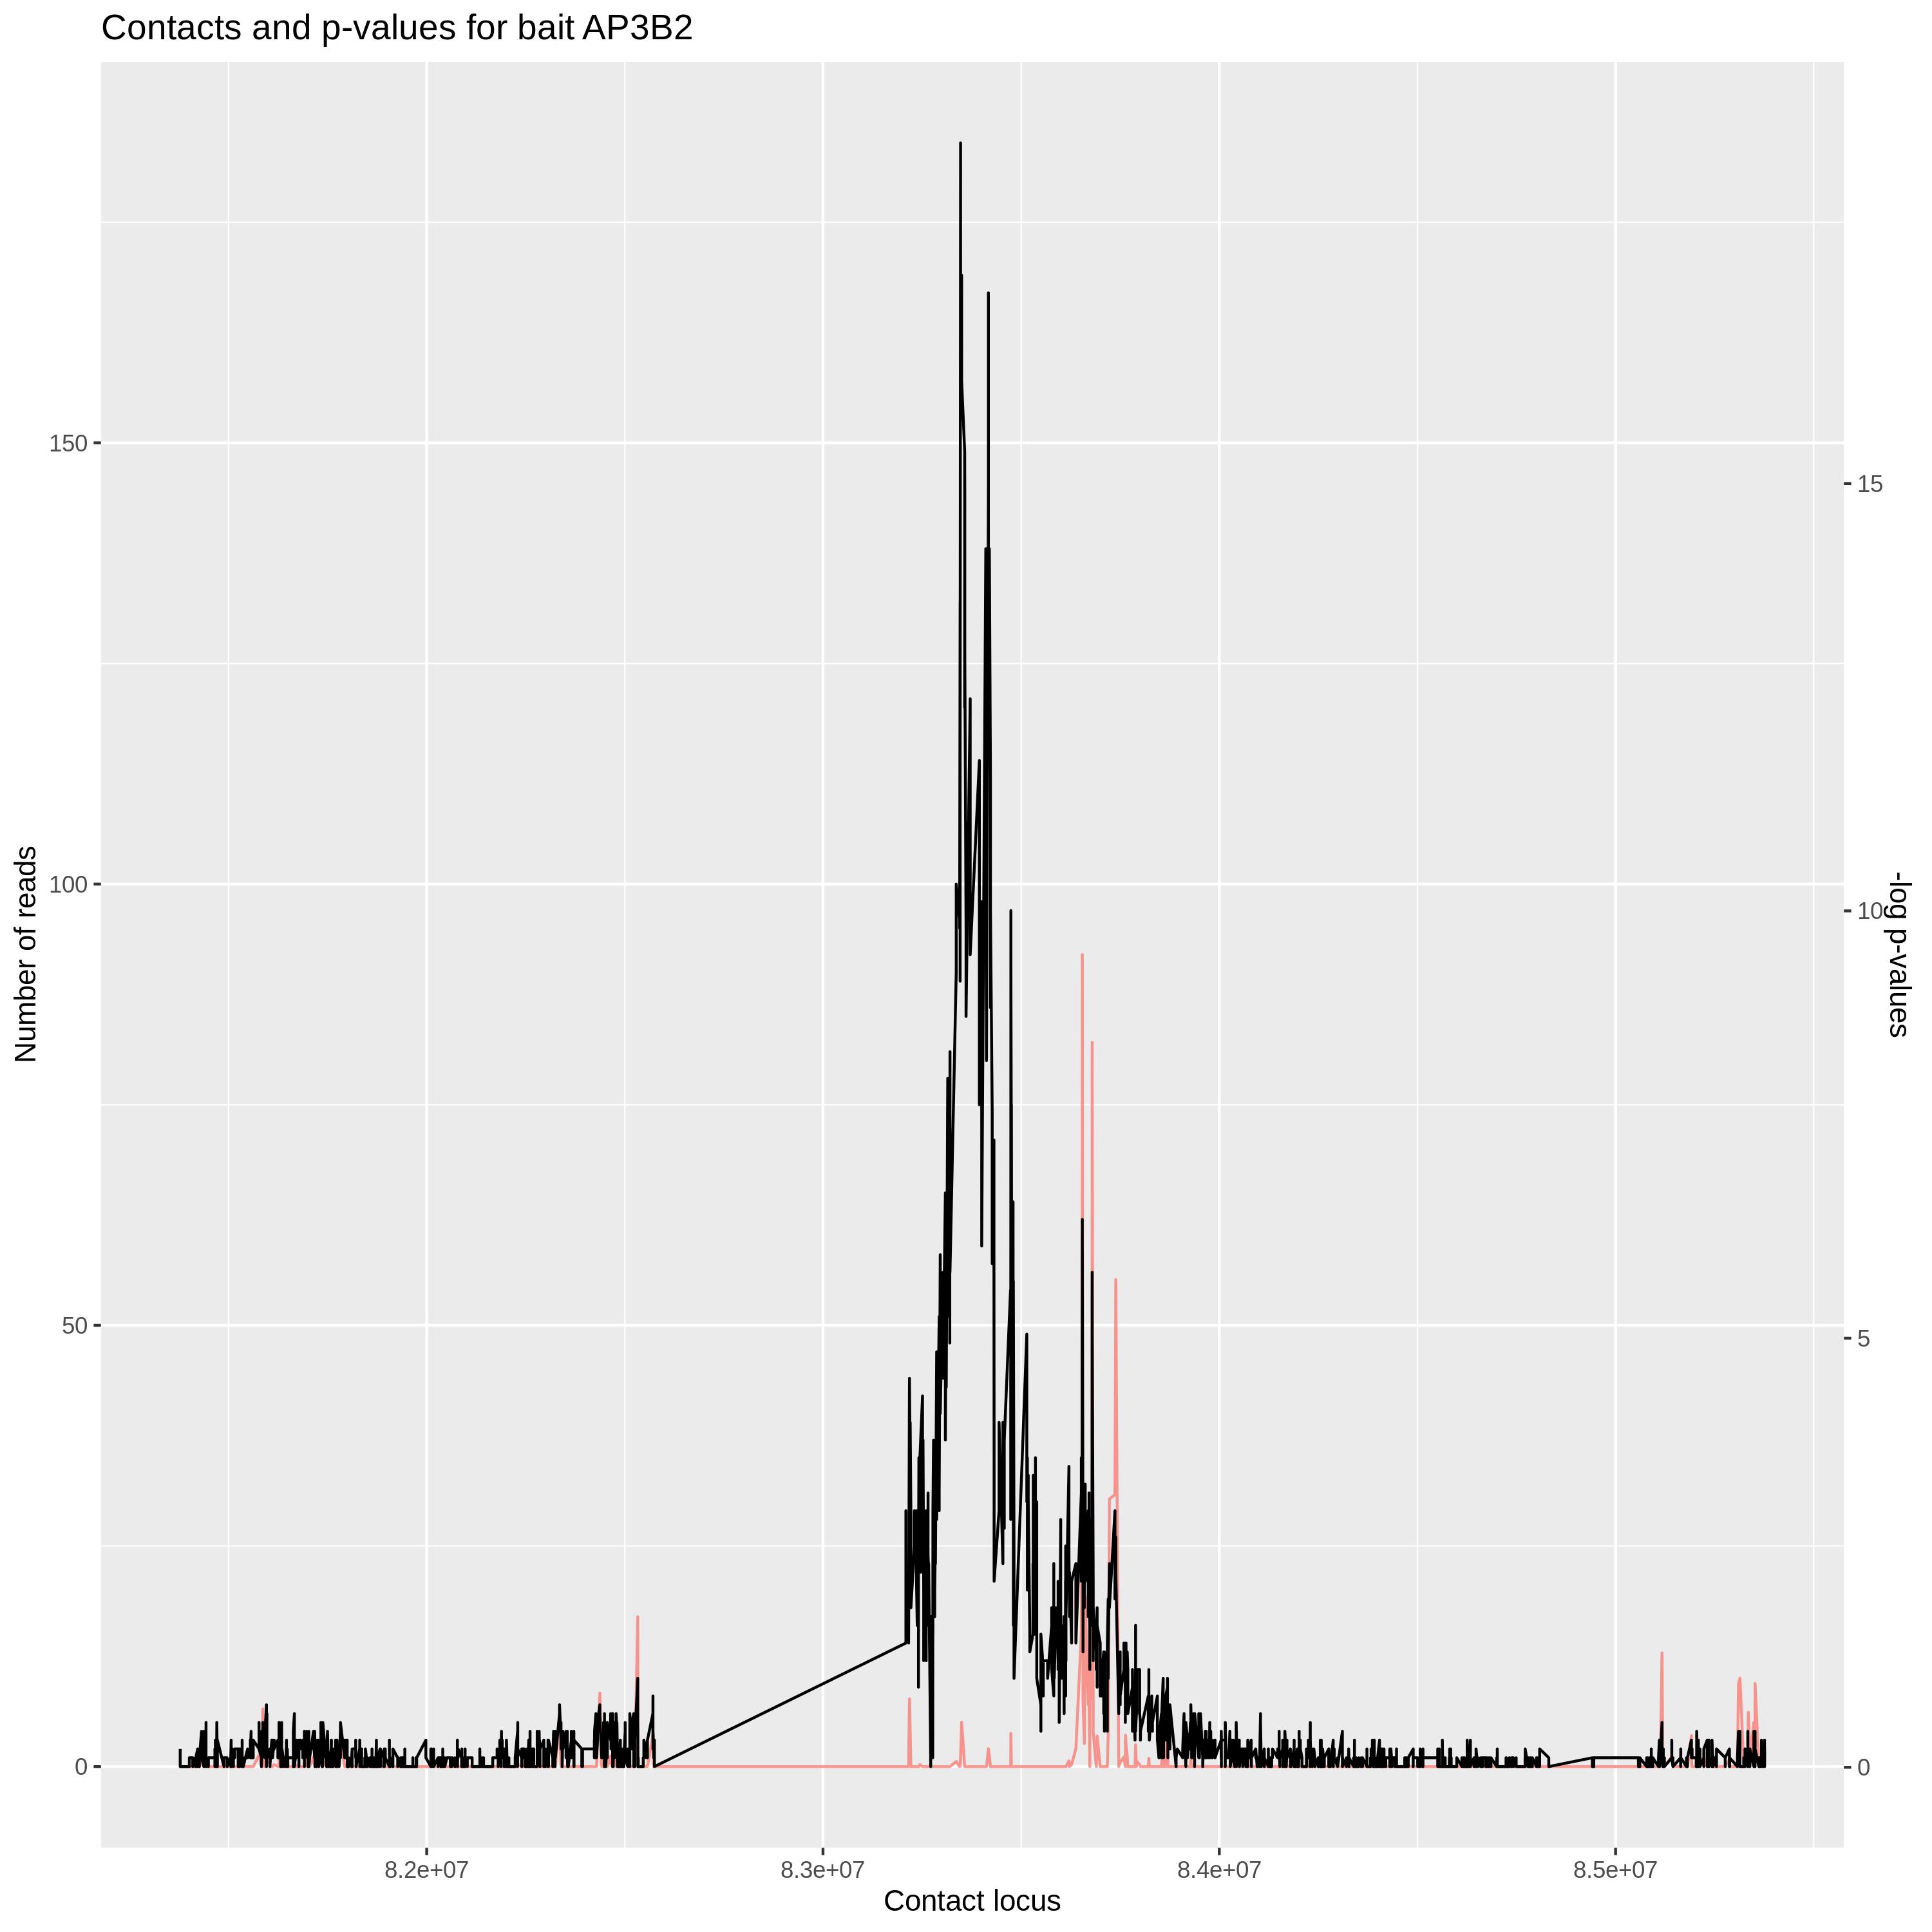 Contacts and p-values for bait AP3B2
Number of reads
150
100
50
0
15
10
5
0
-log p-values
8.2e+07
8.3e+07
8.4e+07
8.5e+07
Contact locus